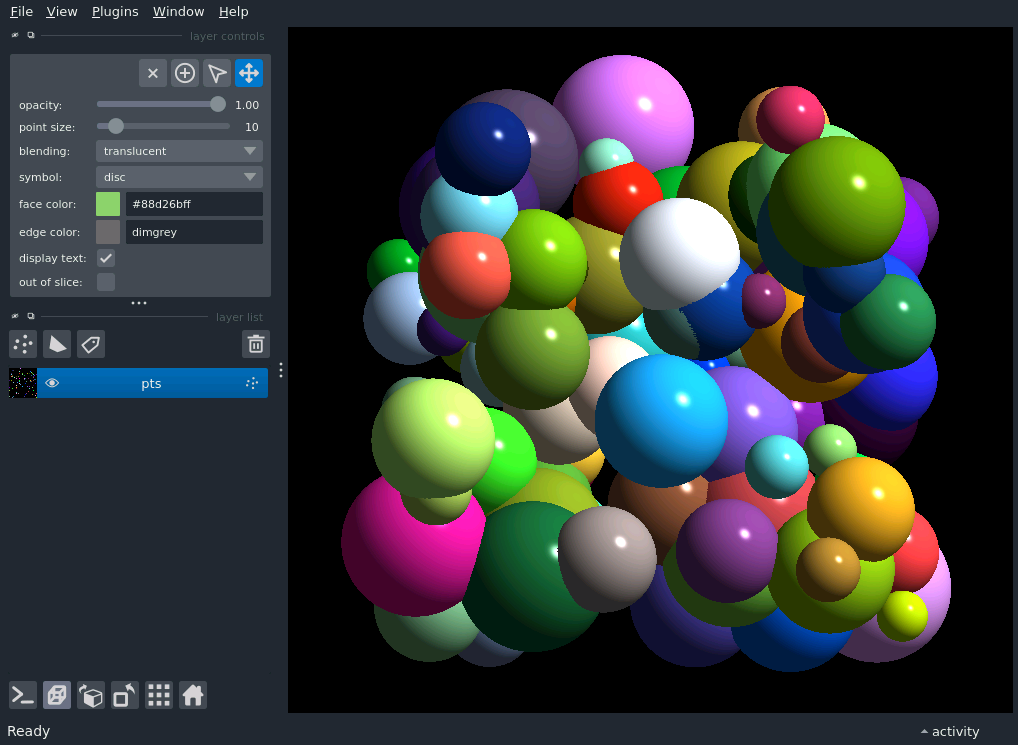 File View Plugins Window Help
layer controls
opacity: 1.00
point size: 10
blending: translucent
symbol: disc
face color: #88d26bff
edge color: dimgrey
display text:
out of slice:
layer list
pts
Ready activity